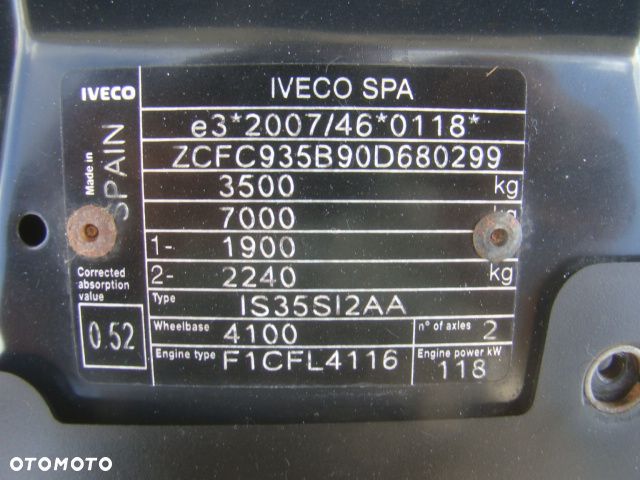 IVECO IVECO SPA
e3*2007/46*0118*
ZCFC935B90D680299
3500 kg
7000 kg
1- 1900
2- 2240 kg
Made in SPAIN
Corrected absorption value
0.52
Type IS35SI2AA
Wheelbase 4100 n° of axles 2
Engine type F1CFL4116 Engine power kW 118
OTOMOTO